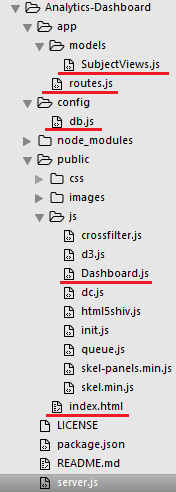 Analytics-Dashboard
app
models
SubjectViews.js
routes.js
config
db.js
node_modules
public
css
images
js
crossfilter.js
d3.js
Dashboard.js
dc.js
html5shiv.js
init.js
queue.js
skel-panels.min.js
skel.min.js
index.html
LICENSE
package.json
README.md
server.js